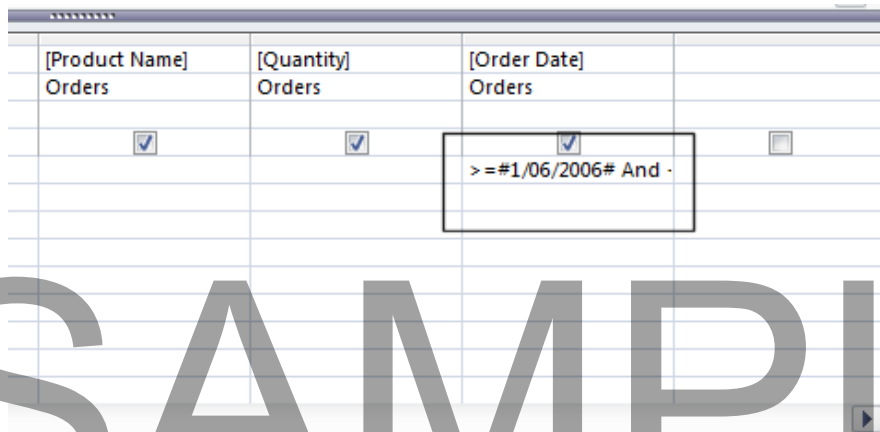 [Product Name] [Quantity] [Order Date]
Orders Orders Orders
>=#1/06/2006# And
SAMPL